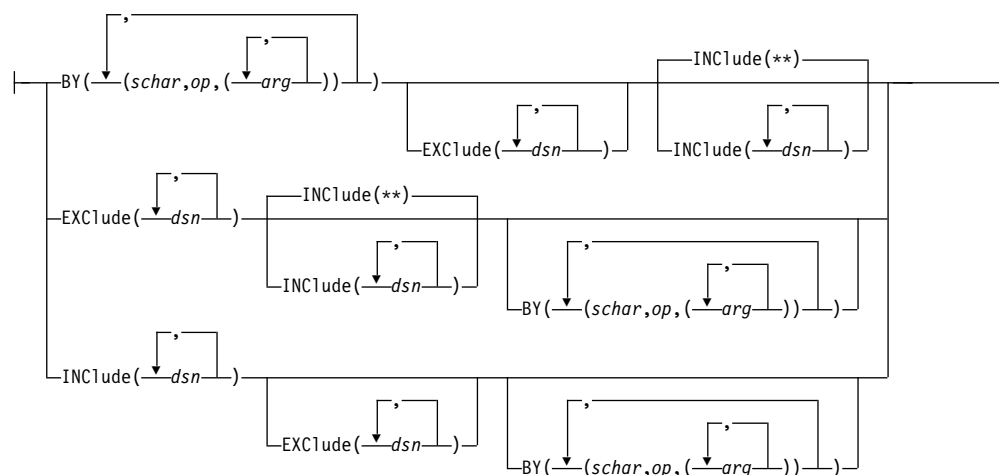 ,
, INCLude(**)
BY( (schar,op,( arg )) )
, ,
EXCLude( dsn ) INCLude( dsn )
, INCLude(**)
EXCLude( dsn )
, ,
INCLude( dsn ) ,
BY( (schar,op,( arg )) )
,
INCLude( dsn )
, ,
EXCLude( dsn ) ,
BY( (schar,op,( arg )) )